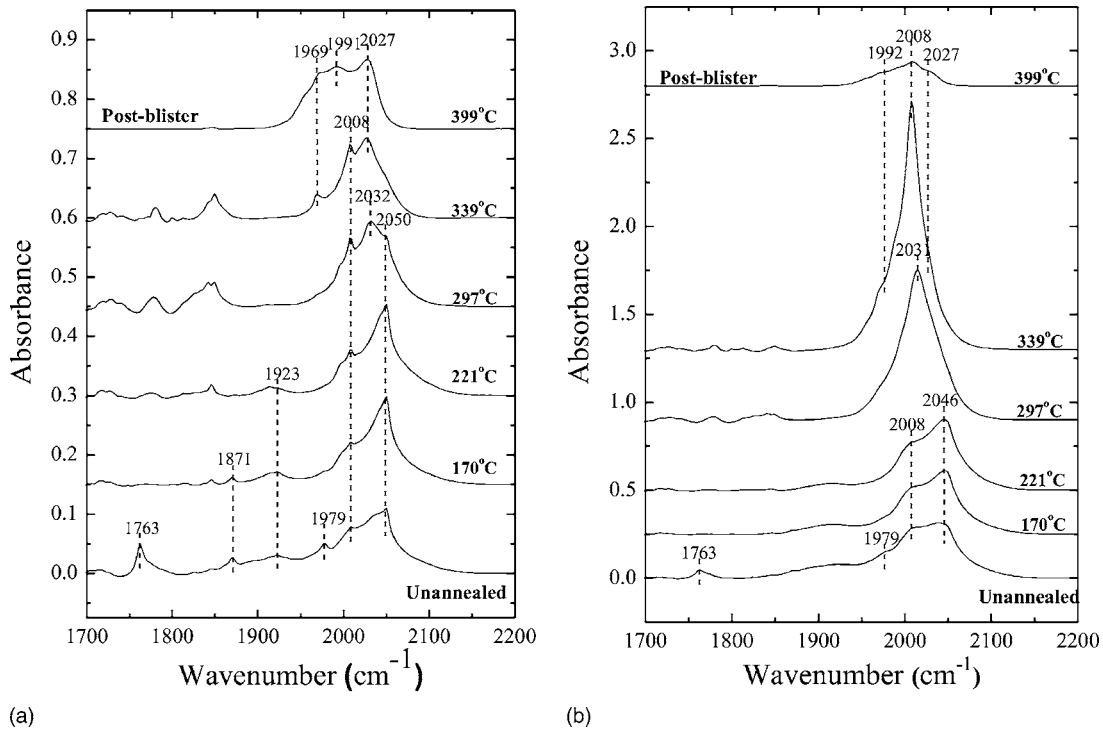 0.9
0.8
0.7
0.6
0.5
0.4
0.3
0.2
0.1
0.0
Absorbance
1969 1991 2027
Post-blister
399°C
2008
339°C
2032
2050
297°C
221°C
1923
170°C
1871
1763
1979
Unannealed
1700 1800 1900 2000 2100 2200
Wavenumber (cm-1)
(a)
3.0
2.5
2.0
1.5
1.0
0.5
0.0
Absorbance
2008
1992 2027
Post-blister
399°C
339°C
2031
297°C
2008 2046
221°C
170°C
1763
1979
Unannealed
1700 1800 1900 2000 2100 2200
Wavenumber (cm-1)
(b)